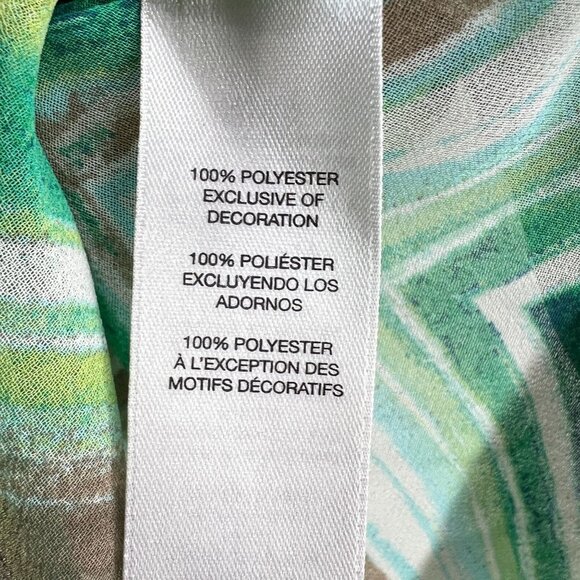 100% POLYESTER
EXCLUSIVE OF
DECORATION
100% POLIÉSTER
EXCLUYENDO LOS
ADORNOS
100% POLYESTER
À L'EXCEPTION DES
MOTIFS DÉCORATIFS